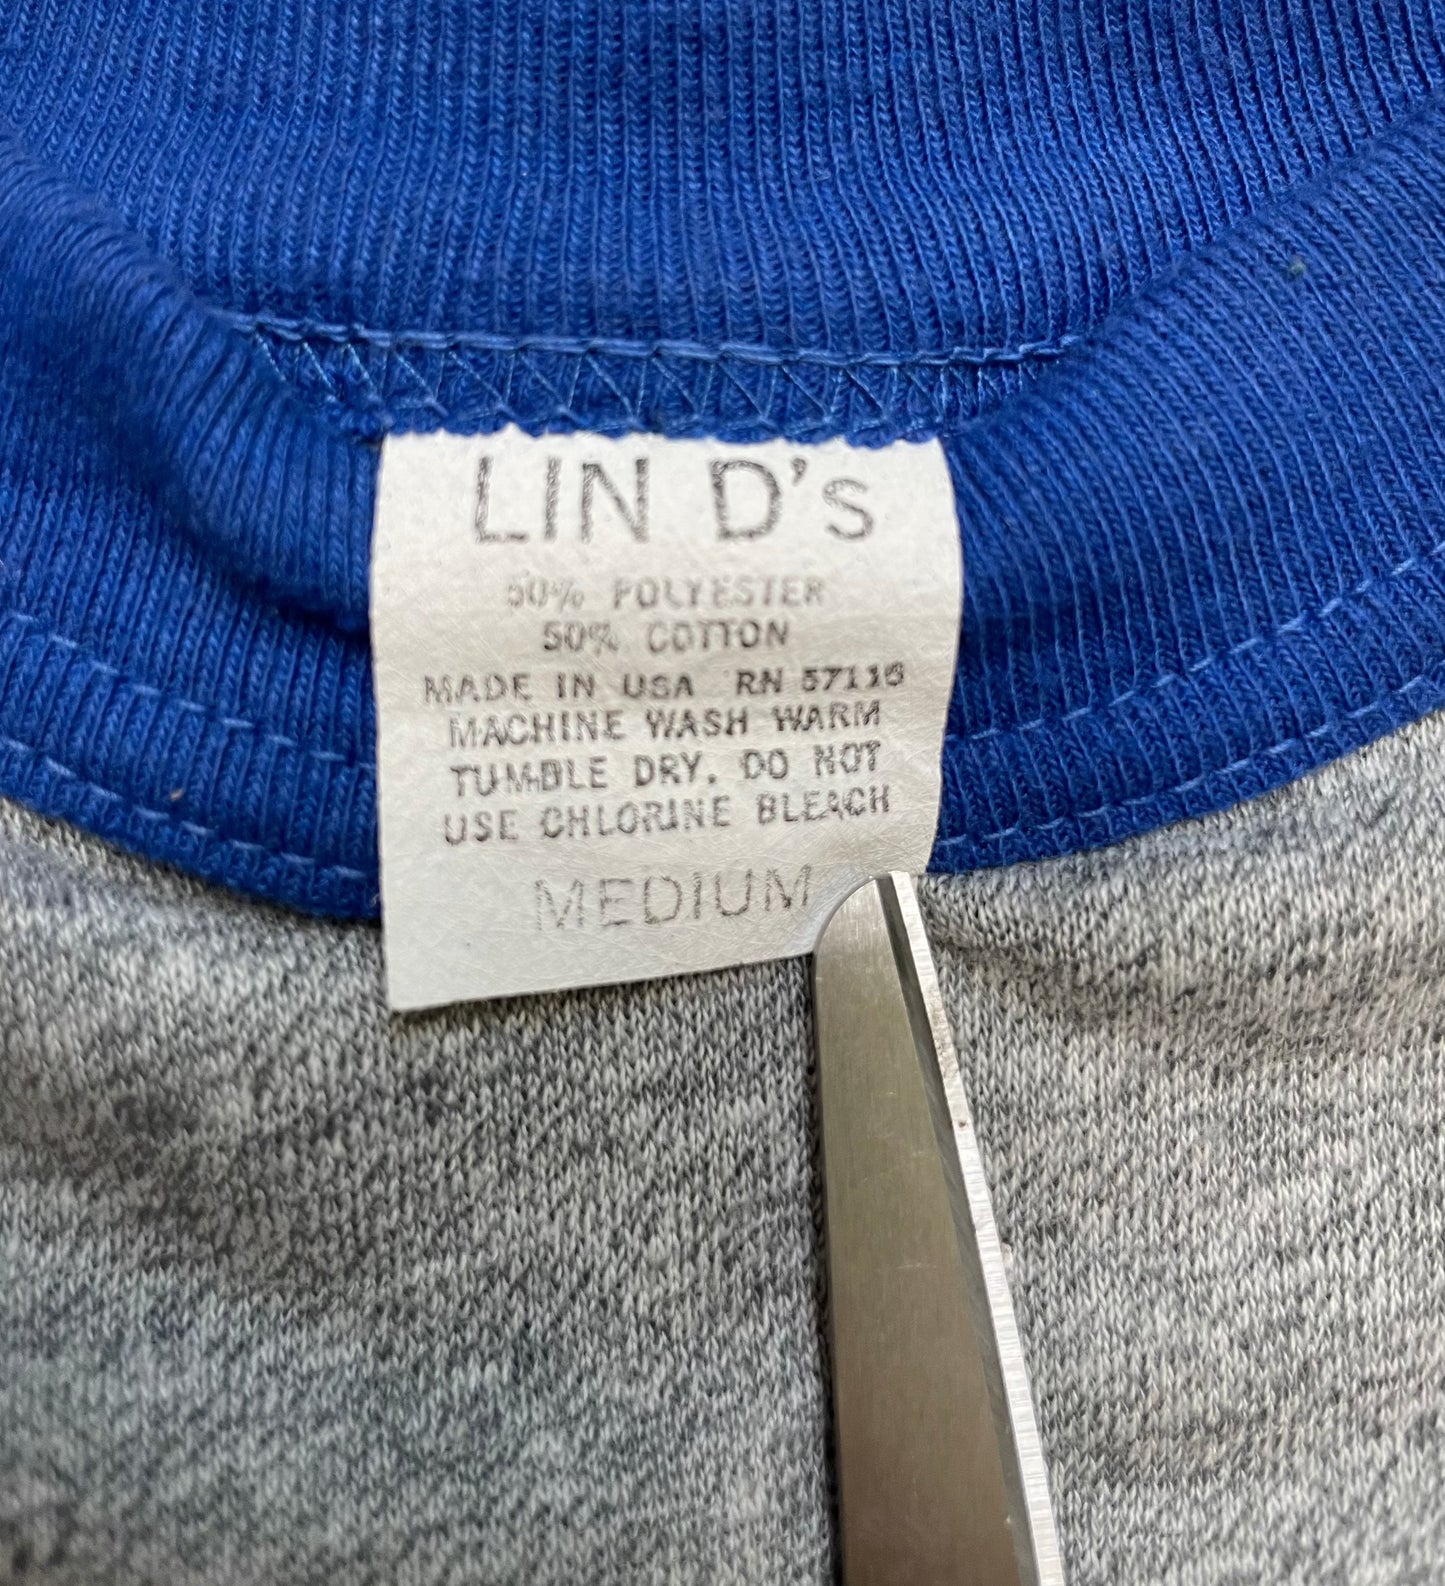 LIN D's
50% POLYESTER
50% COTTON
MADE IN USA RN 57116
MACHINE WASH WARM
TUMBLE DRY. DO NOT
USE CHLORINE BLEACH
MEDIUM